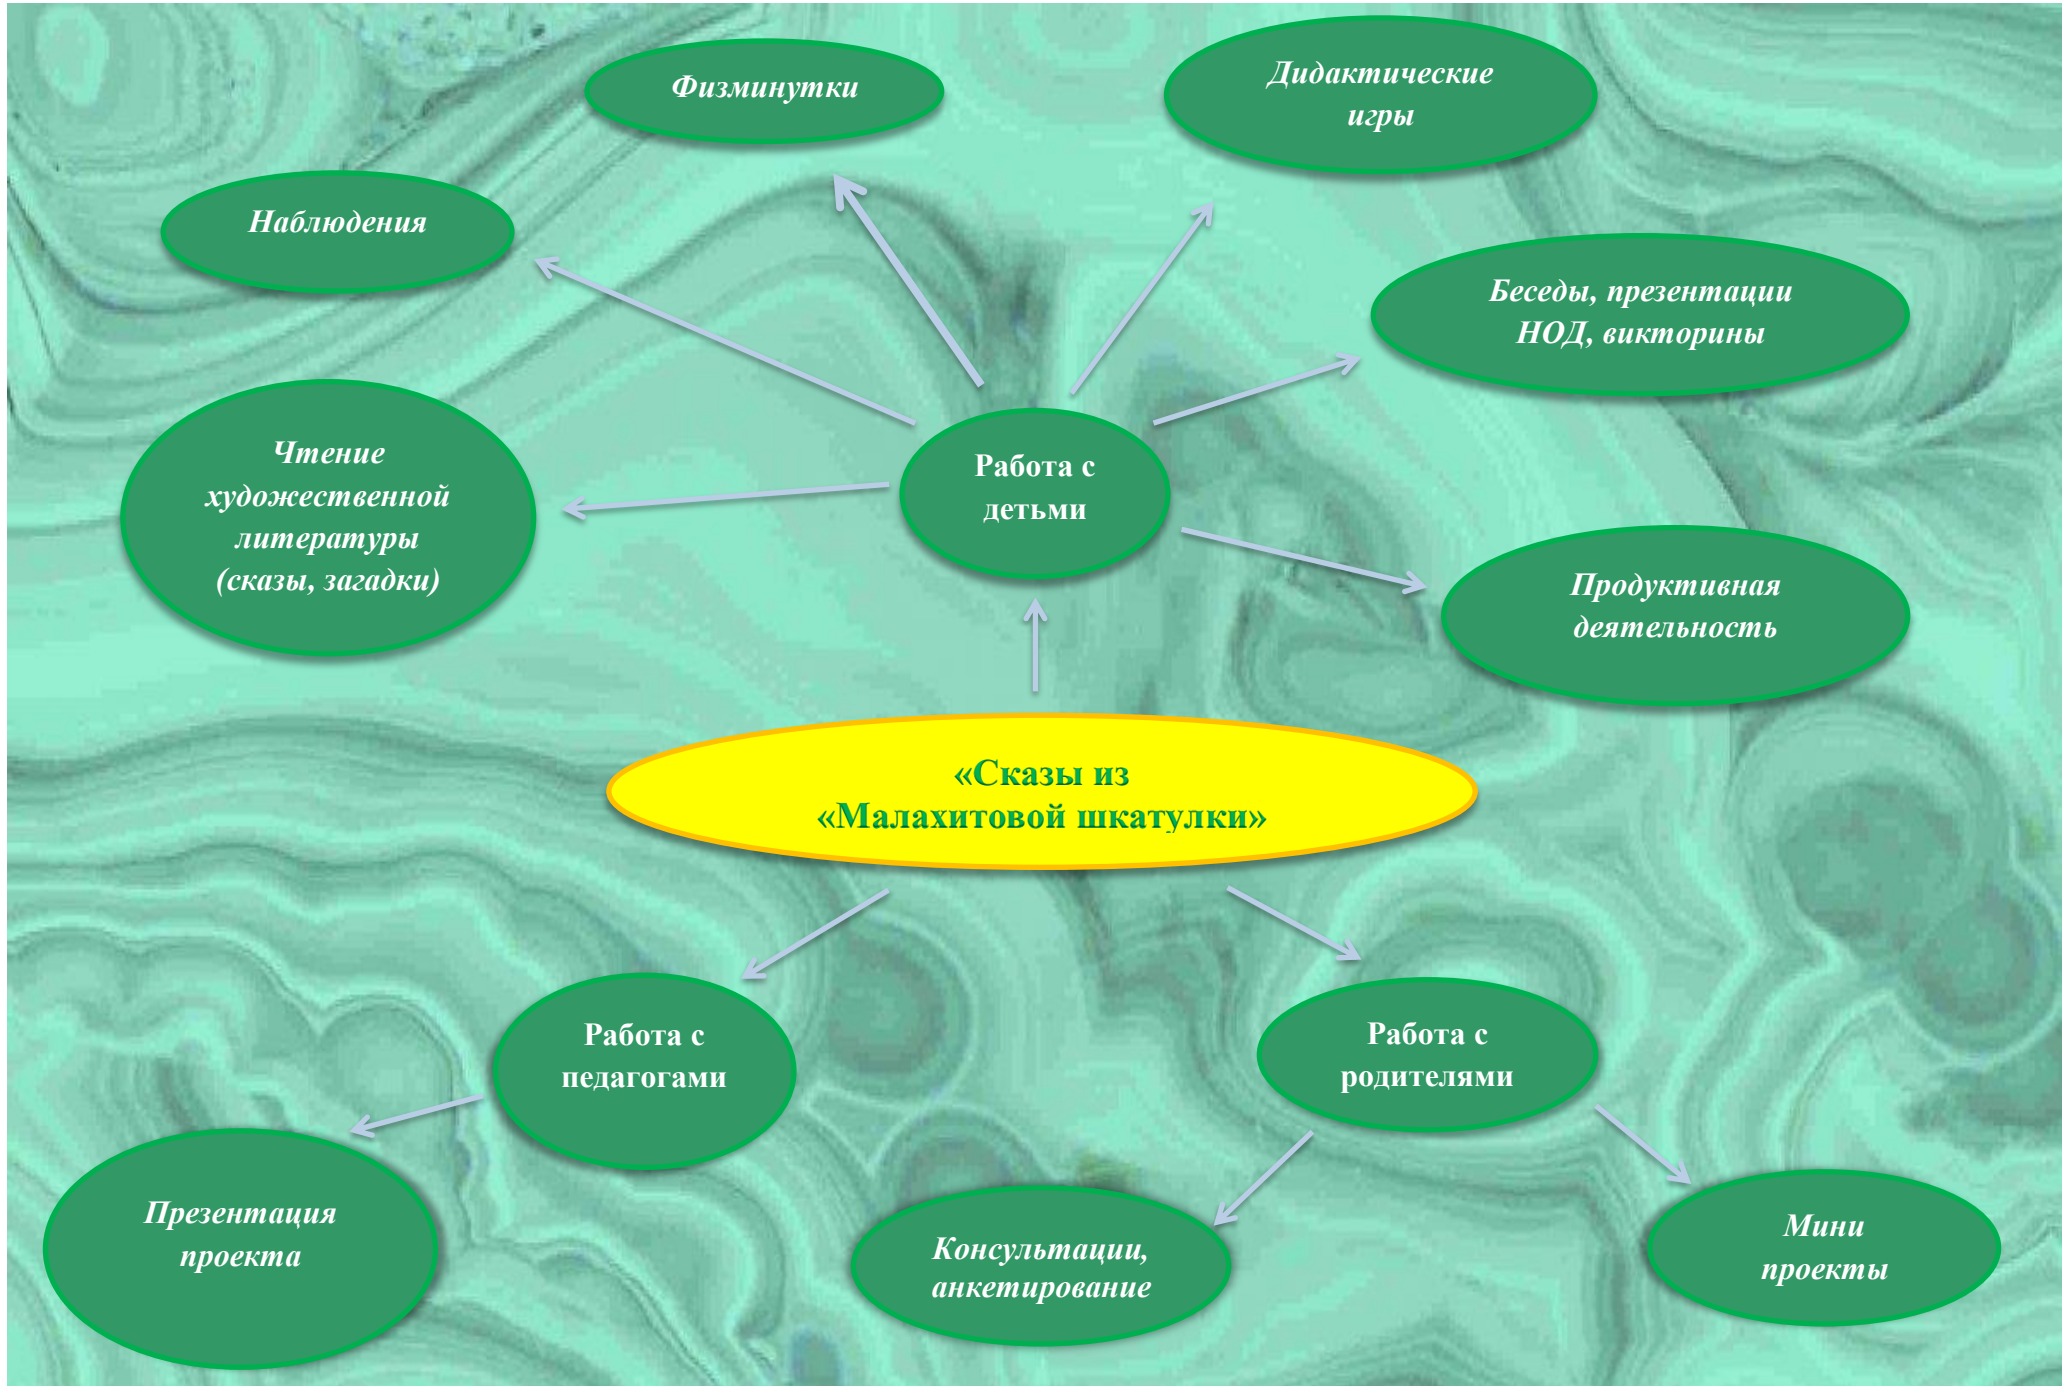 Физминутки
Дидактические
игры
Наблюдения
Беседы, презентации
НОД, викторины
Чтение
художественной
литературы
(сказы, загадки)
Работа с
детьми
Продуктивная
деятельность
«Сказы из
«Малахитовой шкатулки»
Работа с
педагогами
Работа с
родителями
Презентация
проекта
Консультации,
анкетирование
Мини
проекты